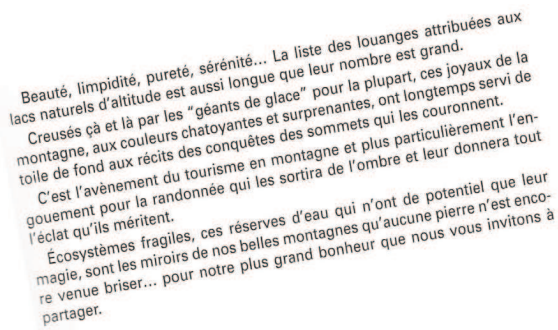 Beauté, limpidité, pureté, sérénité... La liste des louanges attribuées aux
lacs naturels d'altitude est aussi longue que leur nombre est grand.
Creusés çà et là par les "géants de glace" pour la plupart, ces joyaux de la
montagne, aux couleurs chatoyantes et surprenantes, ont longtemps servi de
toile de fond aux récits des conquêtes des sommets qui les couronnent.
C'est l'avènement du tourisme en montagne et plus particulièrement l'en-
gouement pour la randonnée qui les sortira de l'ombre et leur donnera tout
l'éclat qu'ils méritent.
Écosystèmes fragiles, ces réserves d'eau qui n'ont de potentiel que leur
magie, sont les miroirs de nos belles montagnes qu'aucune pierre n'est enco-
re venue briser... pour notre plus grand bonheur que nous vous invitons à
partager.